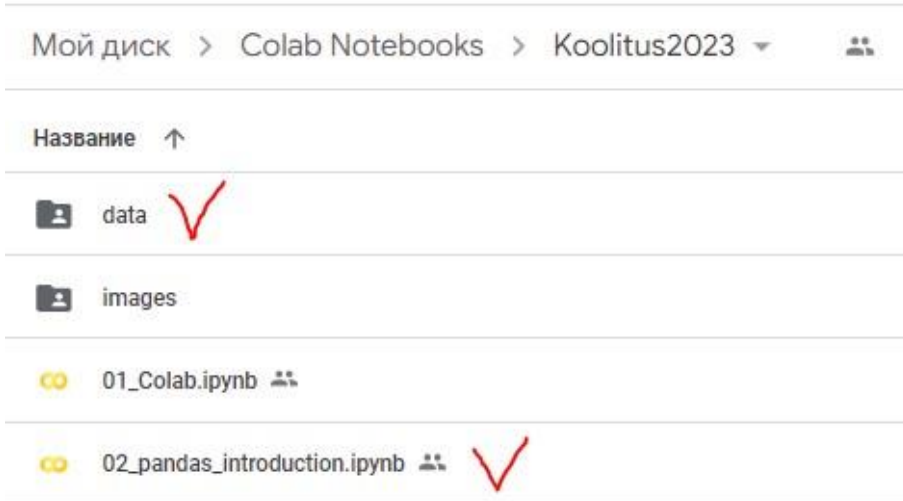 Мой диск > Colab Notebooks > Koolitus2023
Название ↑
data
images
01_Colab.ipynb
02_pandas_introduction.ipynb